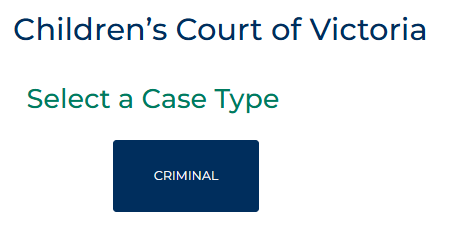 Children’s Court of Victoria
Select a Case Type
CRIMINAL